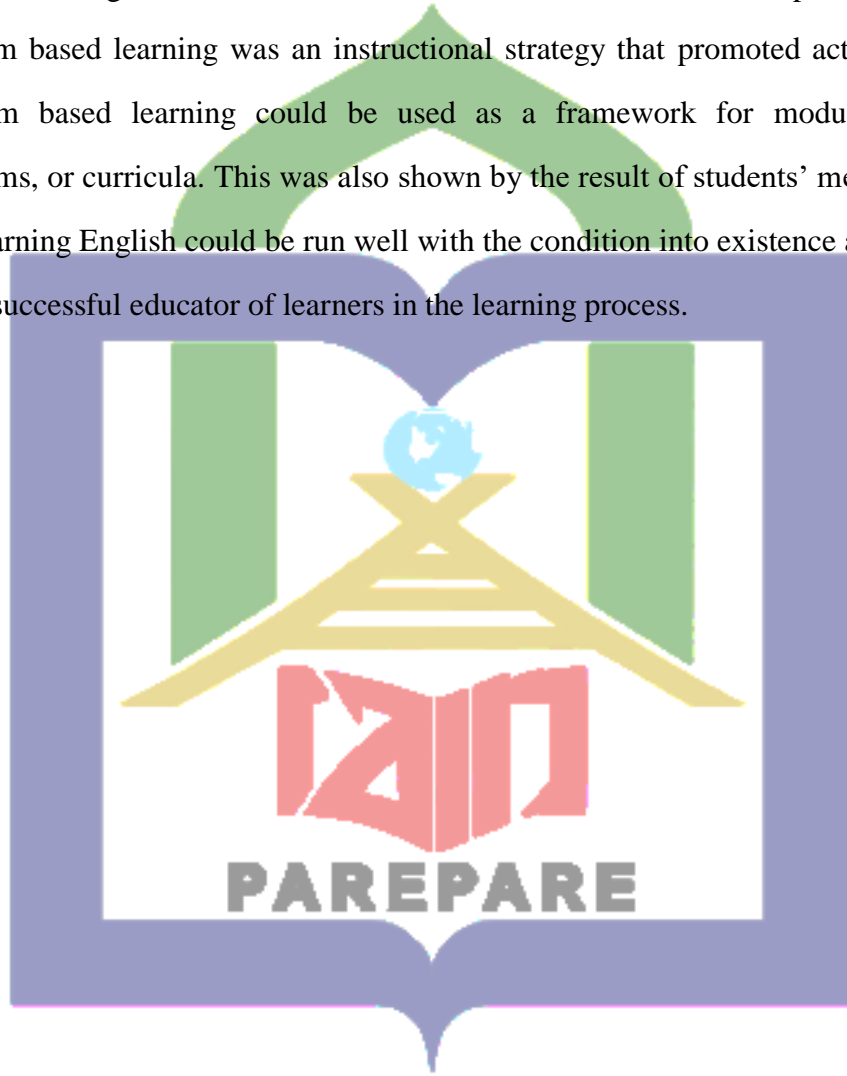 m based learning was an instructional strategy that promoted act
m based learning could be used as a framework for modu
ms, or curricula. This was also shown by the result of students’ me
arning English could be run well with the condition into existence a
successful educator of learners in the learning process.
iain
PAREPARE